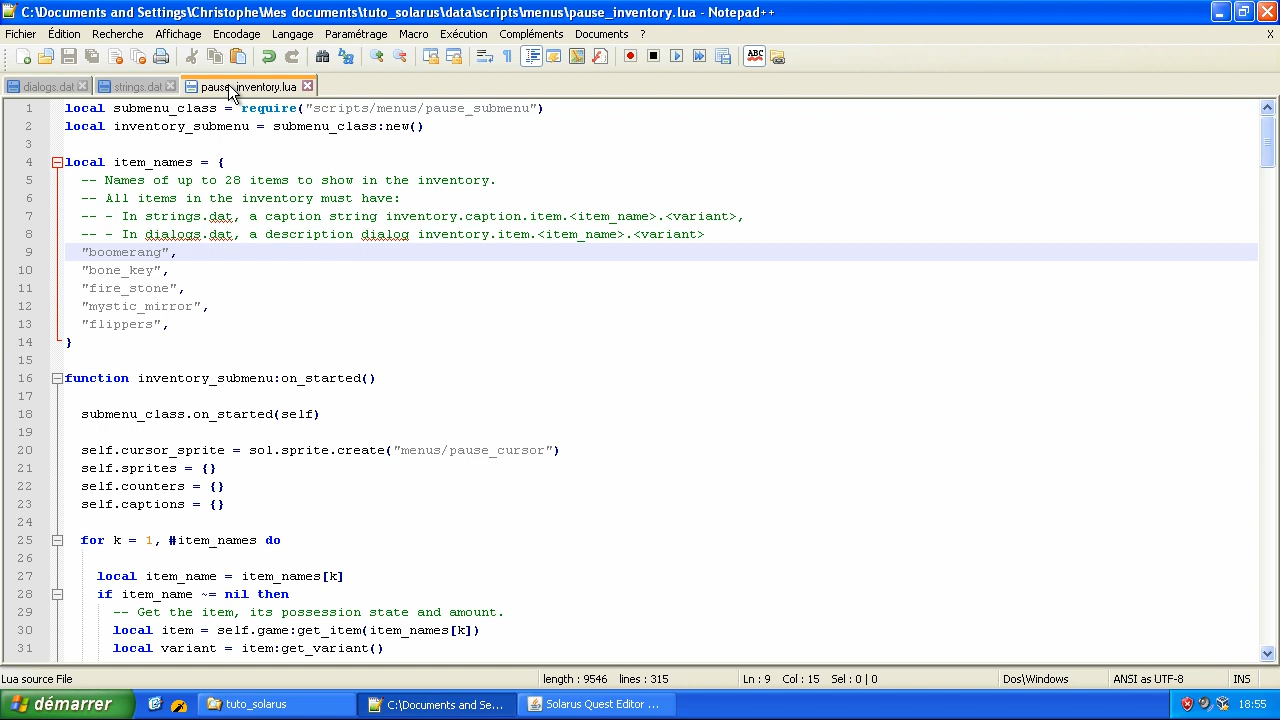 C:\Documents and Settings\Christophe\Mes documents\tuto_solarus\data\scripts\menus\pause_inventory.lua - Notepad++
Fichier Édition Recherche Affichage Encodage Langage Paramétrage Macro Exécution Compléments Documents ? X
ABC
dialogs.dat strings.dat pause_inventory.lua
1 local submenu_class = require("scripts/menus/pause_submenu")
2 local inventory_submenu = submenu_class:new()
3
4 local item_names = {
5 -- Names of up to 28 items to show in the inventory.
6 -- All items in the inventory must have:
7 -- - In strings.dat, a caption string inventory.caption.item.<item_name>.<variant>,
8 -- - In dialogs.dat, a description dialog inventory.item.<item_name>.<variant>
9 "boomerang",
10 "bone_key",
11 "fire_stone",
12 "mystic_mirror",
13 "flippers",
14 }
15
16 function inventory_submenu:on_started()
17
18 submenu_class.on_started(self)
19
20 self.cursor_sprite = sol.sprite.create("menus/pause_cursor")
21 self.sprites = {}
22 self.counters = {}
23 self.captions = {}
24
25 for k = 1, #item_names do
26
27 local item_name = item_names[k]
28 if item_name ~= nil then
29 -- Get the item, its possession state and amount.
30 local item = self.game:get_item(item_names[k])
31 local variant = item:get_variant()
Lua source File length : 9546 lines : 315 Ln : 9 Col : 15 Sel : 0 | 0 Dos\Windows ANSI as UTF-8 INS
démarrer tuto_solarus C:\Documents and Se... Solarus Quest Editor ... 18:55